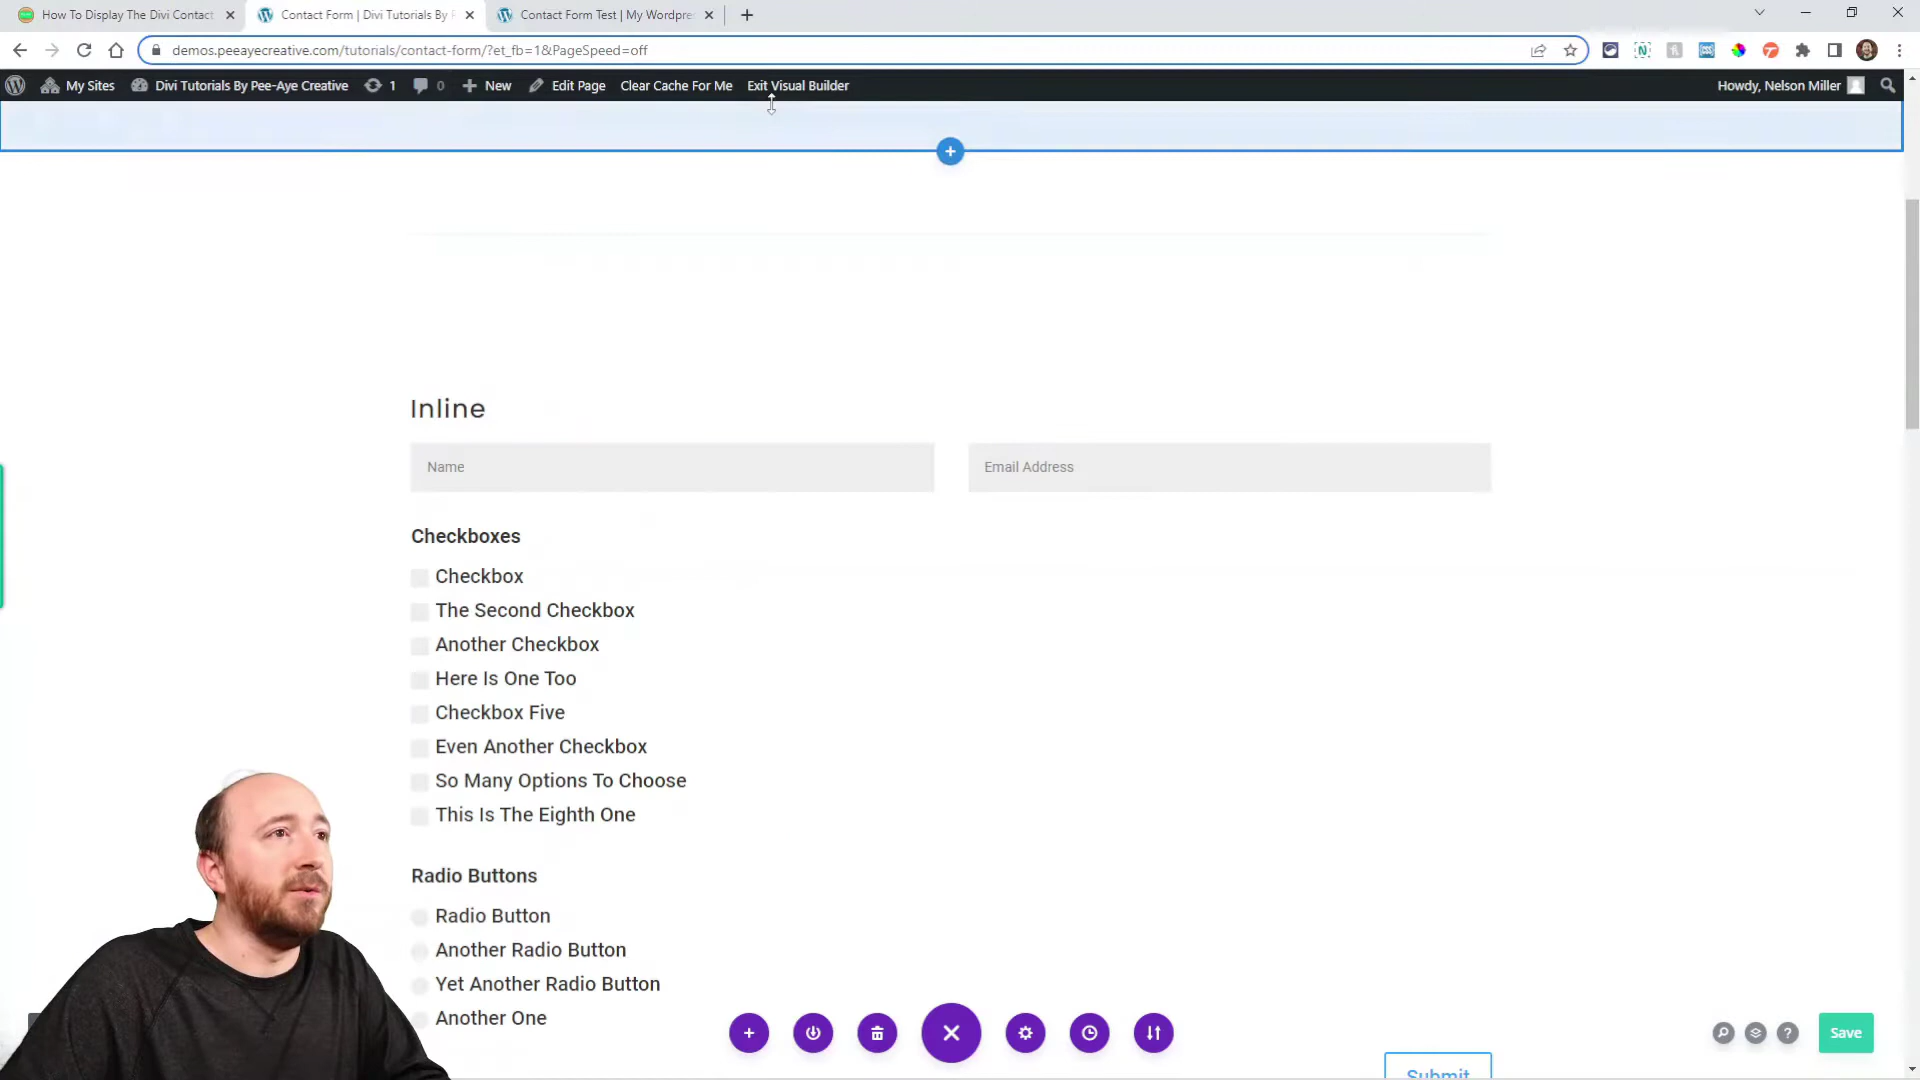 How To Display The Divi Contact
Contact Form | Divi Tutorials By P
Contact Form Test | My Wordpre
demos.peeayecreative.com/tutorials/contact-form/?et_fb=1&PageSpeed=off
My Sites
Divi Tutorials By Pee-Aye Creative
1
0
New
Edit Page
Clear Cache For Me
Exit Visual Builder
Howdy, Nelson Miller
Inline
Name
Email Address
Checkboxes
Checkbox
The Second Checkbox
Another Checkbox
Here Is One Too
Checkbox Five
Even Another Checkbox
So Many Options To Choose
This Is The Eighth One
Radio Buttons
Radio Button
Another Radio Button
Yet Another Radio Button
Another One
Save
Submit